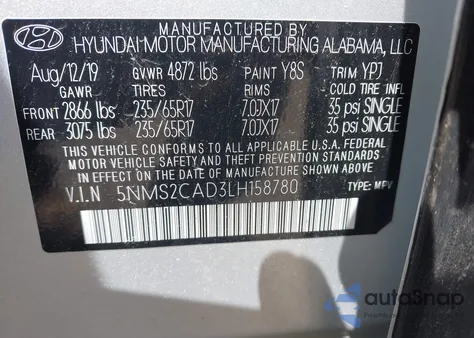 HYUNDAI MOTOR MANUFACTURING ALABAMA, LLC
Aug/12/19 GVWR 4872 lbs PAINT Y8S TRIM YPJ
GAWR TIRES RIMS COLD TIRE INFL
FRONT 2866 lbs 235/65R17 7.0JX17 35 psi SINGLE
REAR 3075 lbs 235/65R17 7.0JX17 35 psi SINGLE
THIS VEHICLE CONFORMS TO ALL APPLICABLE U.S.A. FEDERAL
MOTOR VEHICLE SAFETY, BUMPER, AND THEFT PREVENTION STANDARDS
IN EFFECT ON THE DATE OF MANUFACTURE SHOWN ABOVE.
V.I.N 5NMS2CAD3LH158780 TYPE: MPV
autoSnap